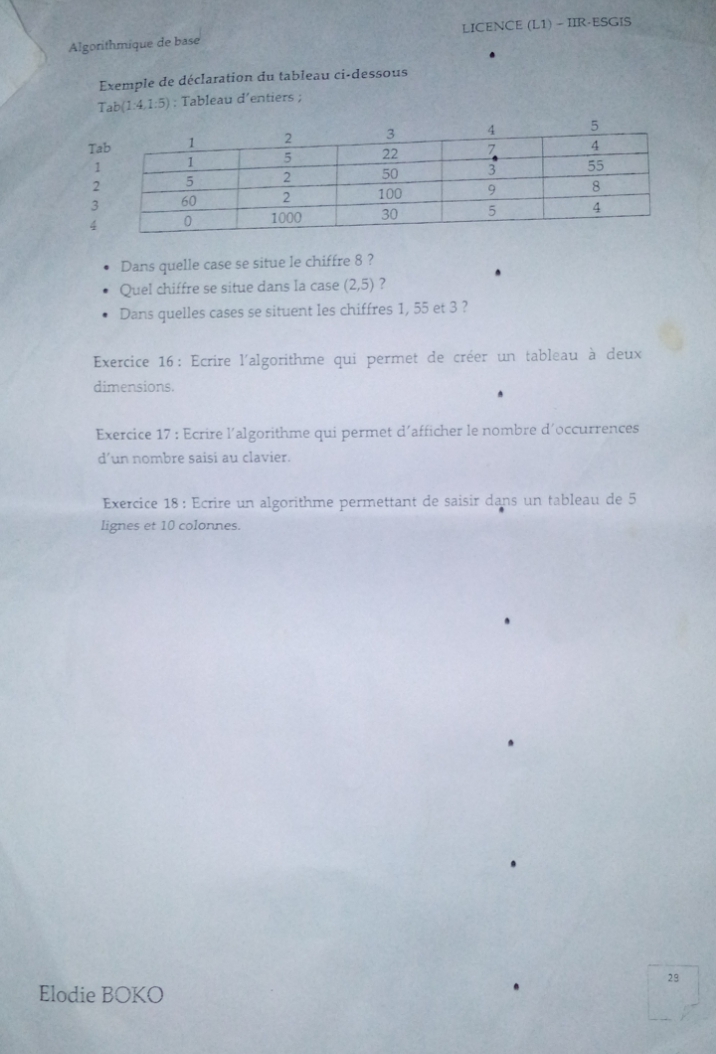 Algorithmique de base
LICENCE (L1) – IIR-ESGIS
Exemple de déclaration du tableau ci-dessous
Tab(1:4,1:5) : Tableau d'entiers ;
Tab 1 2 3 4 5
1 1 5 22 7 4
2 5 2 50 3 55
3 60 2 100 9 8
4 0 1000 30 5 4
• Dans quelle case se situe le chiffre 8 ?
• Quel chiffre se situe dans la case (2,5) ?
• Dans quelles cases se situent les chiffres 1, 55 et 3 ?
Exercice 16 : Ecrire l'algorithme qui permet de créer un tableau à deux
dimensions.
Exercice 17 : Ecrire l'algorithme qui permet d'afficher le nombre d'occurrences
d'un nombre saisi au clavier.
Exercice 18 : Ecrire un algorithme permettant de saisir dans un tableau de 5
lignes et 10 colonnes.
Elodie BOKO
29